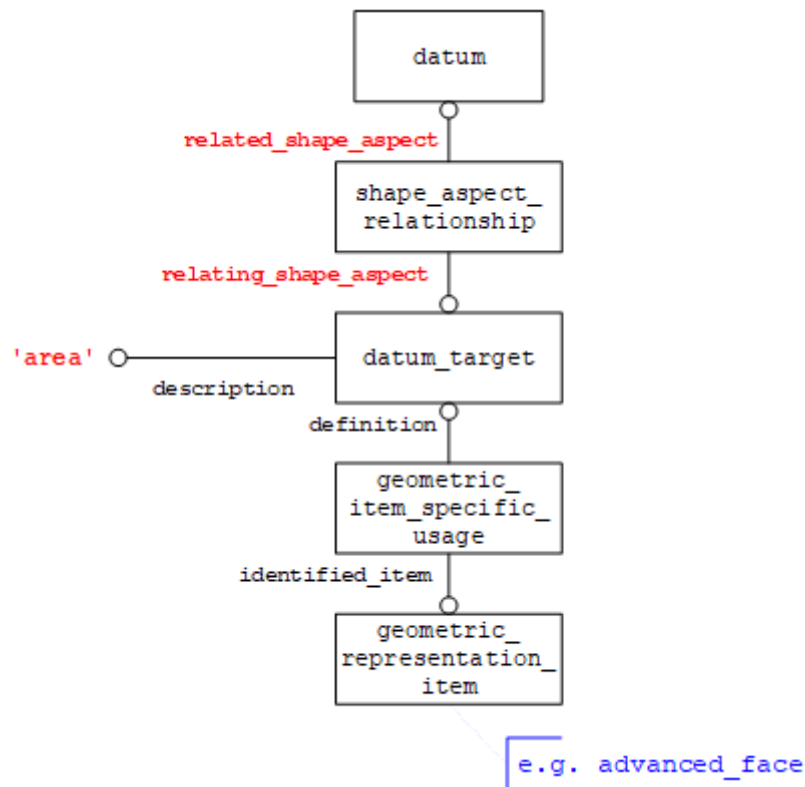 datum
related_shape_aspect
shape_aspect_
relationship
relating_shape_aspect
'area'
datum_target
description
definition
geometric_
item_specific_
usage
identified_item
geometric_
representation_
item
e.g. advanced_face